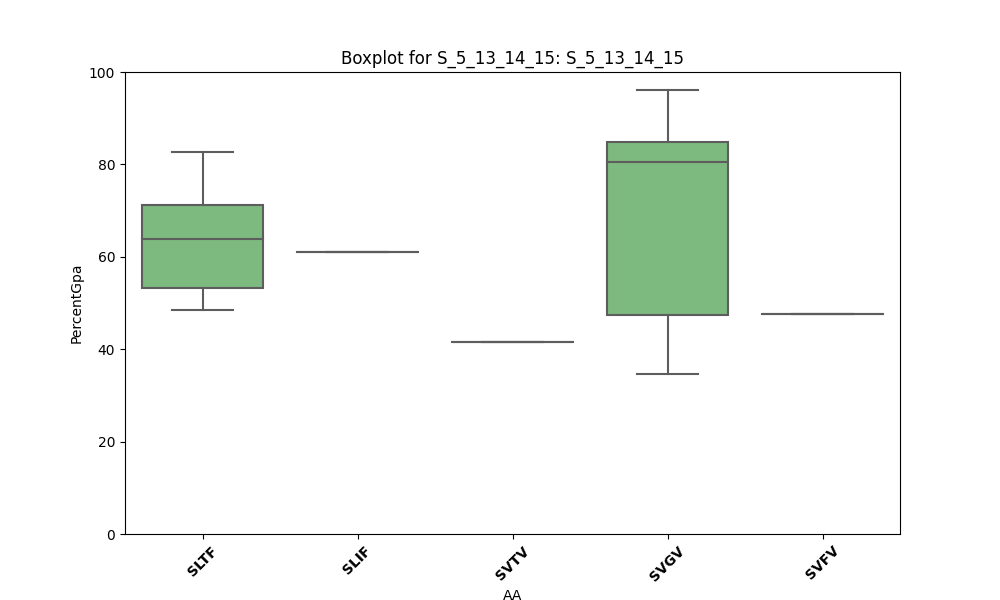 Boxplot for S_5_13_14_15: S_5_13_14_15
100
80
60
40
20
0
PercentGpa
SLTF
SLIF
SVTV
SVGV
SVFV
AA